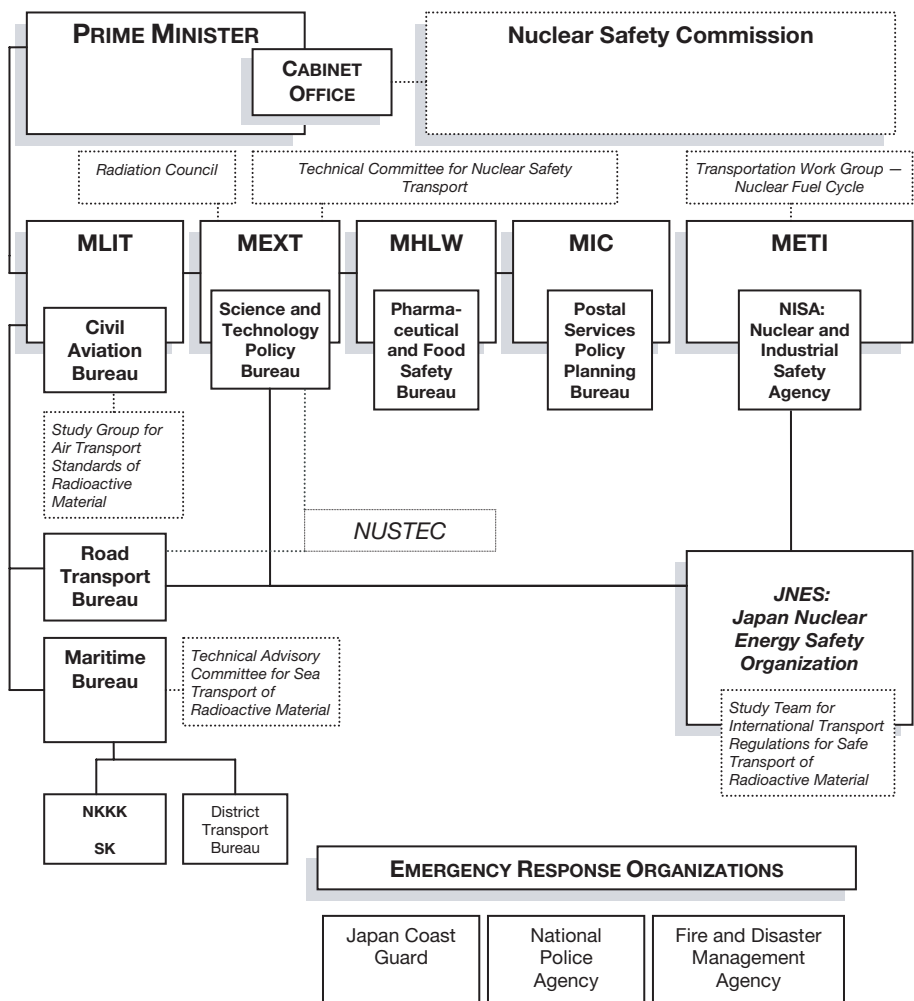 PRIME MINISTER
CABINET
OFFICE
Nuclear Safety Commission
Radiation Council
Technical Committee for Nuclear Safety
Transport
Transportation Work Group —
Nuclear Fuel Cycle
MLIT
Civil
Aviation
Bureau
MEXT
Science and
Technology
Policy
Bureau
MHLW
Pharma-
ceutical
and Food
Safety
Bureau
MIC
Postal
Services
Policy
Planning
Bureau
METI
NISA:
Nuclear and
Industrial
Safety
Agency
Study Group for
Air Transport
Standards of
Radioactive
Material
NUSTEC
Road
Transport
Bureau
JNES:
Japan Nuclear
Energy Safety
Organization
Study Team for
International Transport
Regulations for Safe
Transport of
Radioactive Material
Maritime
Bureau
Technical Advisory
Committee for Sea
Transport of
Radioactive Material
NKKK
SK
District
Transport
Bureau
EMERGENCY RESPONSE ORGANIZATIONS
Japan Coast
Guard
National
Police
Agency
Fire and Disaster
Management
Agency